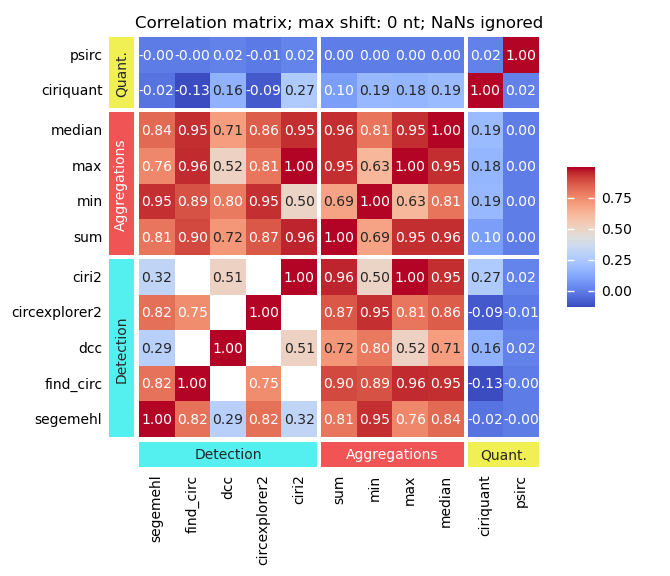 Correlation matrix; max shift: 0 nt; NaNs ignored
psirc -0.00 -0.00 0.02 -0.01 0.02 0.00 0.00 0.00 0.00 0.02 1.00
Quant.
ciriquant -0.02 -0.13 0.16 -0.09 0.27 0.10 0.19 0.18 0.19 1.00 0.02
median 0.84 0.95 0.71 0.86 0.95 0.96 0.81 0.95 1.00 0.19 0.00
max 0.76 0.96 0.52 0.81 1.00 0.95 0.63 1.00 0.95 0.18 0.00
Aggregations
min 0.95 0.89 0.80 0.95 0.50 0.69 1.00 0.63 0.81 0.19 0.00
sum 0.81 0.90 0.72 0.87 0.96 1.00 0.69 0.95 0.96 0.10 0.00
ciri2 0.32 0.51 1.00 0.96 0.50 1.00 0.95 0.27 0.02
circexplorer2 0.82 0.75 1.00 0.87 0.95 0.81 0.86 -0.09 -0.01
Detection
dcc 0.29 1.00 0.51 0.72 0.80 0.52 0.71 0.16 0.02
find_circ 0.82 1.00 0.75 0.90 0.89 0.96 0.95 -0.13 -0.00
segemehl 1.00 0.82 0.29 0.82 0.32 0.81 0.95 0.76 0.84 -0.02 -0.00
Detection Aggregations Quant.
segemehl
find_circ
dcc
circexplorer2
ciri2
sum
min
max
median
ciriquant
psirc
0.75
0.50
0.25
0.00